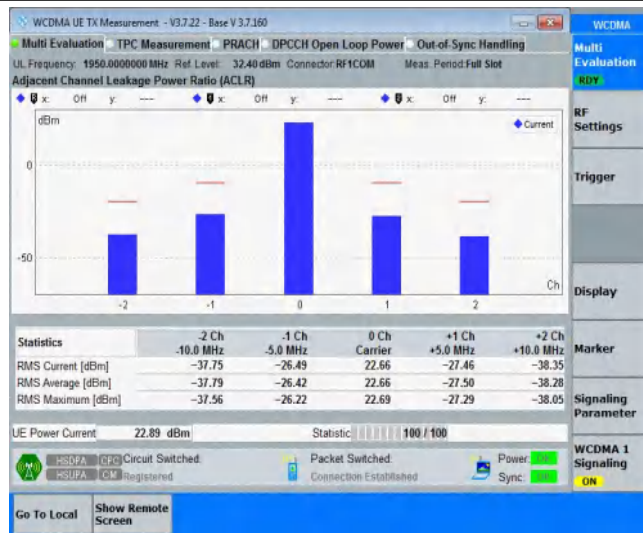 WCDMA UE TX Measurement - V3.7.22 - Base V 3.7.160
WCDMA
Multi Evaluation TPC Measurement PRACH DPCCH Open Loop Power Out-of-Sync Handling
UL Frequency: 1950.0000000 MHz Ref. Level: 32.40 dBm Connector: RF1COM Meas. Period: Full Slot
Adjacent Channel Leakage Power Ratio (ACLR)
x: Off y: --- x: Off y: --- x: Off y: ---
dBm
Current
0
-50
Ch
-2 -1 0 1 2
Statistics -2 Ch -1 Ch 0 Ch +1 Ch +2 Ch
-10.0 MHz -5.0 MHz Carrier +5.0 MHz +10.0 MHz
RMS Current [dBm] -37.75 -26.49 22.66 -27.46 -38.35
RMS Average [dBm] -37.79 -26.42 22.66 -27.50 -38.28
RMS Maximum [dBm] -37.56 -26.22 22.69 -27.29 -38.05
UE Power Current 22.89 dBm Statistic 100 / 100
HSDPA CPC Circuit Switched: Packet Switched: Power:
HSUPA CM Registered Connection Established Sync:
Go To Local
Show Remote
Screen
Multi
Evaluation
RDY
RF
Settings
Trigger
Display
Marker
Signaling
Parameter
WCDMA 1
Signaling
ON